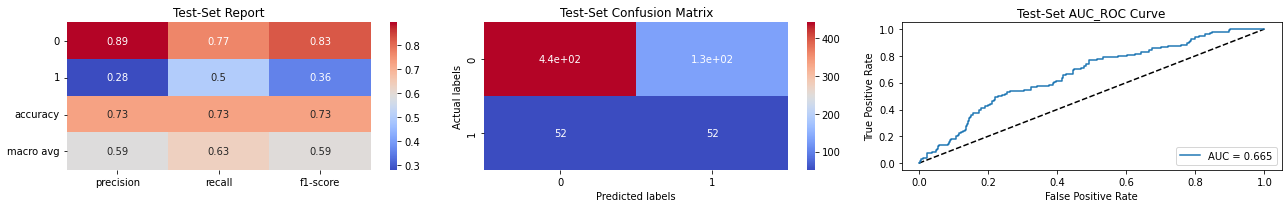 Test-Set Report
0 0.89 0.77 0.83
1 0.28 0.5 0.36
accuracy 0.73 0.73 0.73
macro avg 0.59 0.63 0.59
precision recall f1-score
0.8
0.7
0.6
0.5
0.4
0.3
Test-Set Confusion Matrix
Actual labels
0 4.4e+02 1.3e+02
1 52 52
0 1
Predicted labels
400
300
200
100
Test-Set AUC_ROC Curve
True Positive Rate
1.0
0.8
0.6
0.4
0.2
0.0
AUC = 0.665
0.0 0.2 0.4 0.6 0.8 1.0
False Positive Rate